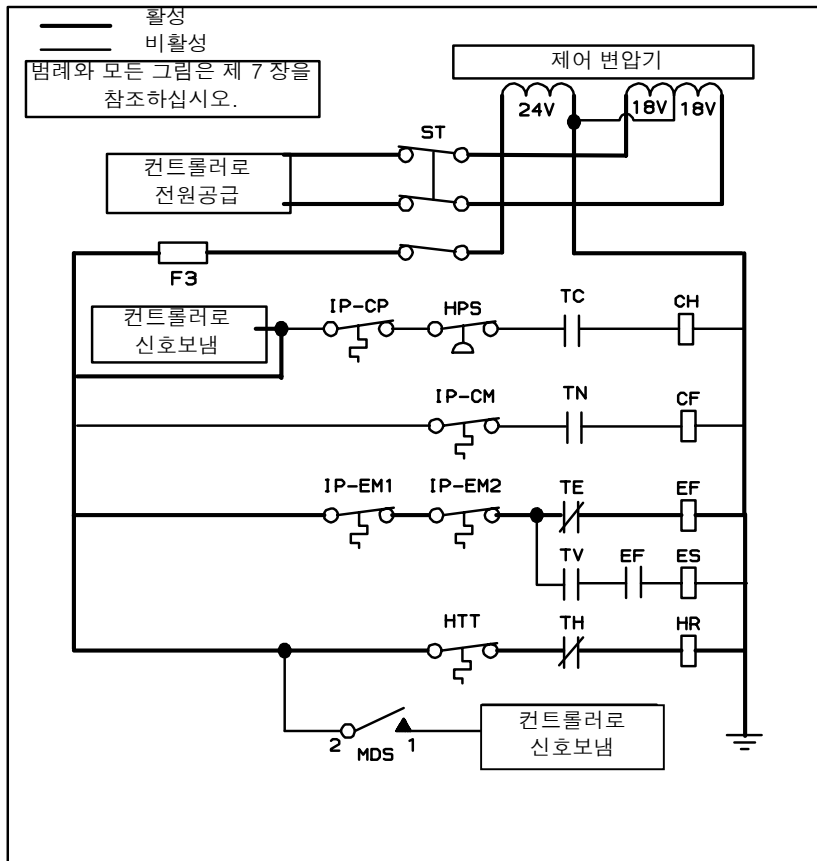 활성
비활성
범례와 모든 그림은 제 7 장을
참조하십시오.
제어 변압기
24V
18V
18V
ST
컨트롤러로
전원공급
F3
IP-CP
HPS
TC
CH
컨트롤러로
신호보냄
IP-CM
TN
CF
IP-EM1
IP-EM2
TE
EF
TV
EF
ES
HTT
TH
HR
2
MDS
1
컨트롤러로
신호보냄